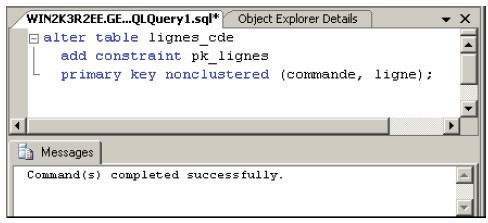 WIN2K3R2EE.GE...QLQuery1.sql* Object Explorer Details
alter table lignes_cde
add constraint pk_lignes
primary key nonclustered (commande, ligne);
Messages
Command(s) completed successfully.